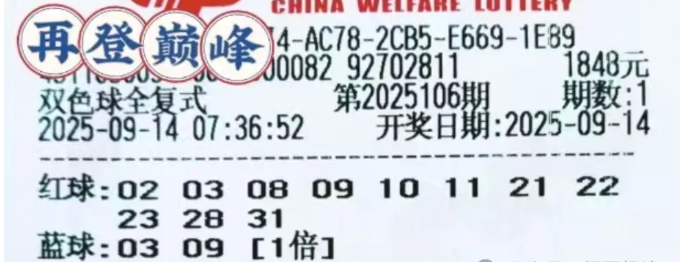 CHINA WELFARE LOTTERY
再登巅峰
-AC78-2CB5-E669-1E89
00082 92702811 1848元
双色球全复式 第2025106期 期数:1
2025-09-14 07:36:52 开奖日期:2025-09-14
红球:02 03 08 09 10 11 21 22
23 28 31
蓝球:03 09 [1倍]